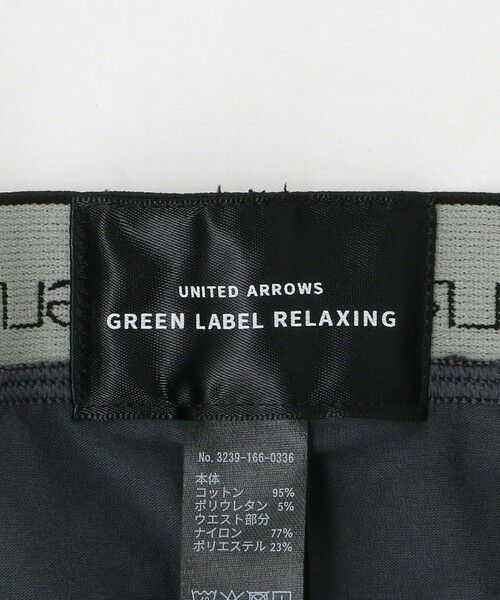 UNITED ARROWS
GREEN LABEL RELAXING
No. 3239-166-0336
本体
コットン 95%
ポリウレタン 5%
ウエスト部分
ナイロン 77%
ポリエステル 23%